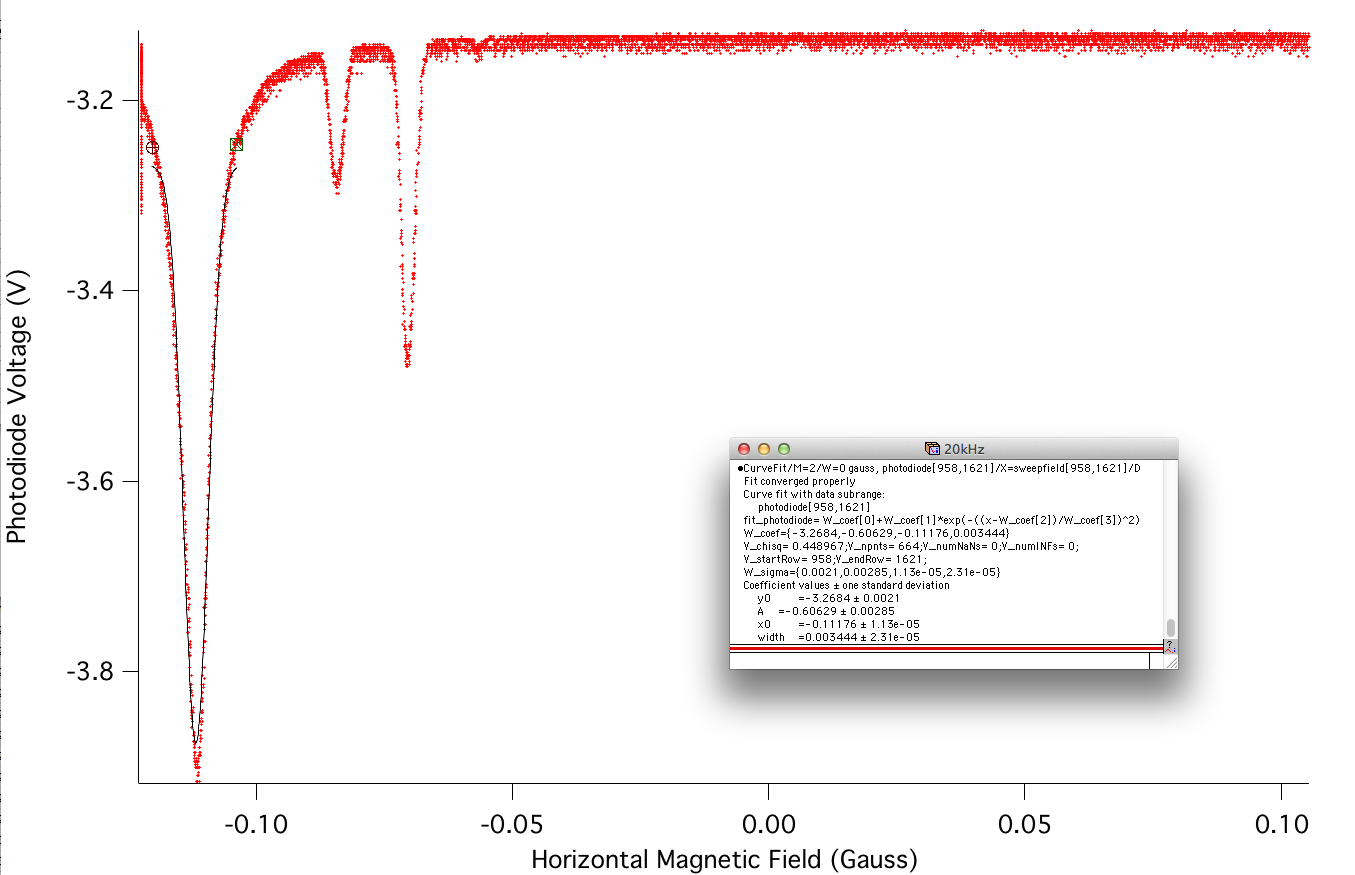 Photodiode Voltage (V)
-3.2
-3.4
-3.6
-3.8
-0.10
-0.05
0.00
0.05
0.10
Horizontal Magnetic Field (Gauss)
20kHz
●CurveFit/M=2/W=0 gauss, photodiode[958,1621]/X=sweepfield[958,1621]/D
Fit converged properly
Curve fit with data subrange:
photodiode[958,1621]
fit_photodiode= W_coef[0]+W_coef[1]*exp(-((x-W_coef[2])/W_coef[3])^2)
W_coef={-3.2684,-0.60629,-0.11176,0.003444}
V_chisq= 0.448967;V_npnts= 664;V_numNaNs= 0;V_numINFs= 0;
V_startRow= 958;V_endRow= 1621;
W_sigma={0.0021,0.00285,1.13e-05,2.31e-05}
Coefficient values ± one standard deviation
y0 =-3.2684 ± 0.0021
A =-0.60629 ± 0.00285
x0 =-0.11176 ± 1.13e-05
width =0.003444 ± 2.31e-05
?